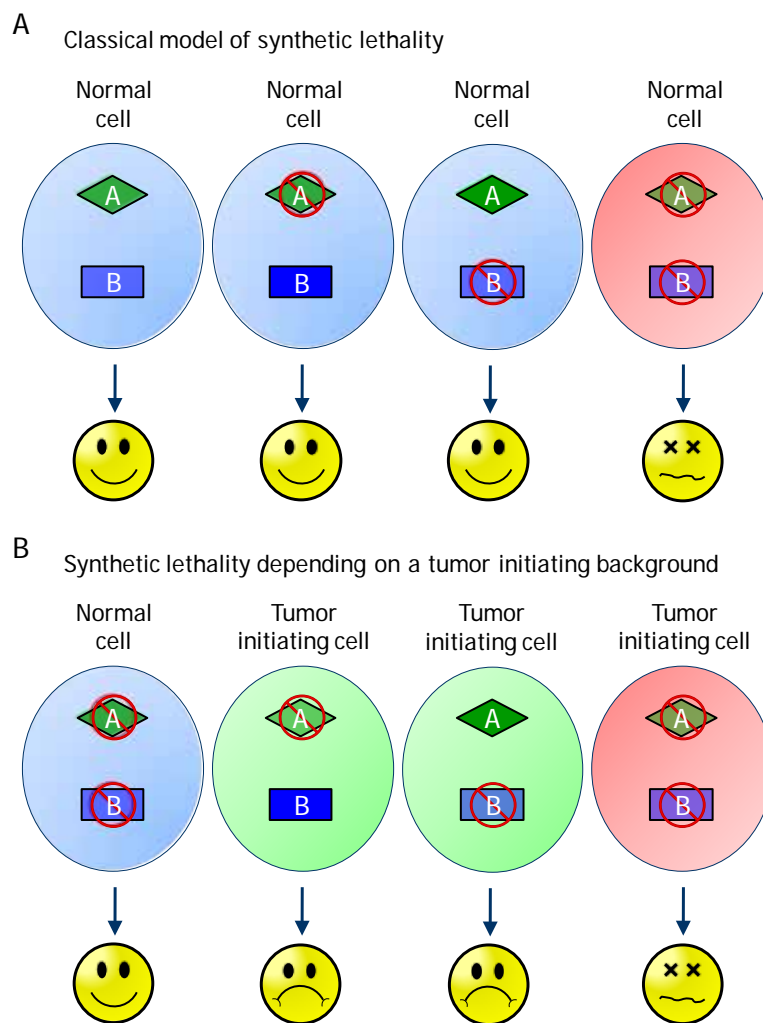 A
Classical model of synthetic lethality
Normal
cell
Normal
cell
Normal
cell
Normal
cell
A
A
A
A
B
B
B
B
B
Synthetic lethality depending on a tumor initiating background
Normal
cell
Tumor
initiating cell
Tumor
initiating cell
Tumor
initiating cell
A
A
A
A
B
B
B
B